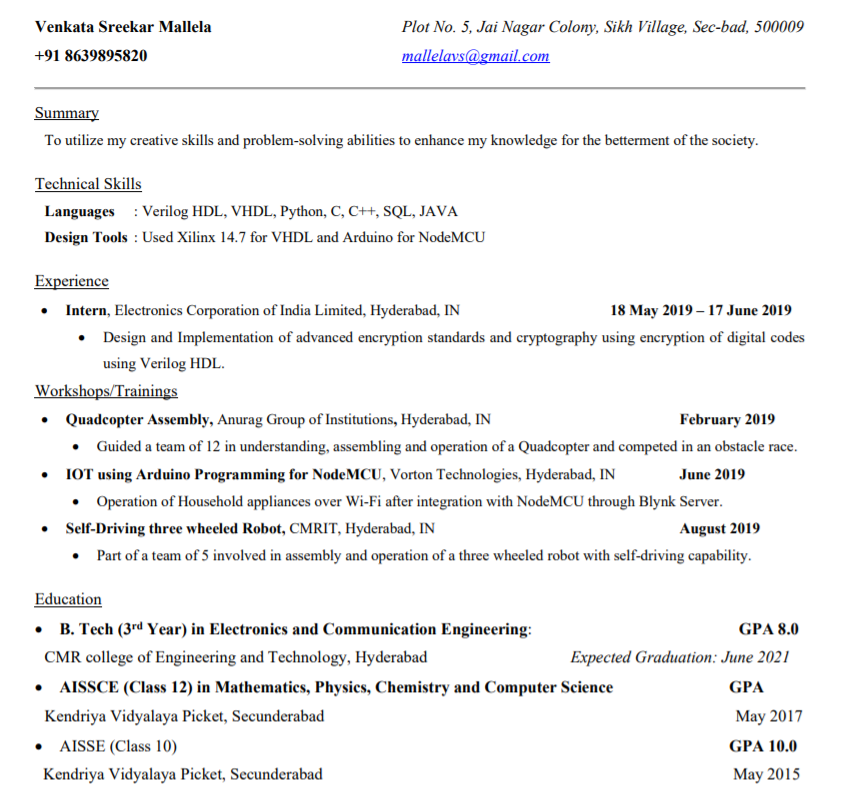 Venkata Sreekar Mallela Plot No. 5, Jai Nagar Colony, Sikh Village, Sec-bad, 500009
+91 8639895820 mallelavs@gmail.com
Summary
To utilize my creative skills and problem-solving abilities to enhance my knowledge for the betterment of the society.
Technical Skills
Languages : Verilog HDL, VHDL, Python, C, C++, SQL, JAVA
Design Tools : Used Xilinx 14.7 for VHDL and Arduino for NodeMCU
Experience
• Intern, Electronics Corporation of India Limited, Hyderabad, IN 18 May 2019 – 17 June 2019
• Design and Implementation of advanced encryption standards and cryptography using encryption of digital codes
using Verilog HDL.
Workshops/Trainings
• Quadcopter Assembly, Anurag Group of Institutions, Hyderabad, IN February 2019
• Guided a team of 12 in understanding, assembling and operation of a Quadcopter and competed in an obstacle race.
• IOT using Arduino Programming for NodeMCU, Vorton Technologies, Hyderabad, IN June 2019
• Operation of Household appliances over Wi-Fi after integration with NodeMCU through Blynk Server.
• Self-Driving three wheeled Robot, CMRIT, Hyderabad, IN August 2019
• Part of a team of 5 involved in assembly and operation of a three wheeled robot with self-driving capability.
Education
• B. Tech (3rd Year) in Electronics and Communication Engineering: GPA 8.0
CMR college of Engineering and Technology, Hyderabad Expected Graduation: June 2021
• AISSCE (Class 12) in Mathematics, Physics, Chemistry and Computer Science GPA
Kendriya Vidyalaya Picket, Secunderabad May 2017
• AISSE (Class 10) GPA 10.0
Kendriya Vidyalaya Picket, Secunderabad May 2015